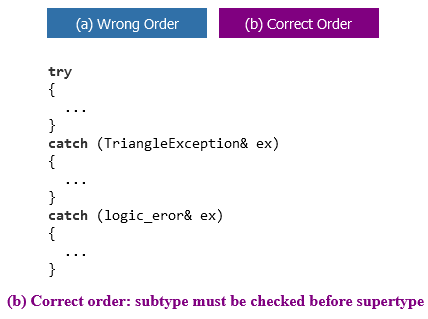 (a) Wrong Order
(b) Correct Order
try
{
...
}
catch (TriangleException& ex)
{
...
}
catch (logic_eror& ex)
{
...
}
(b) Correct order: subtype must be checked before supertype